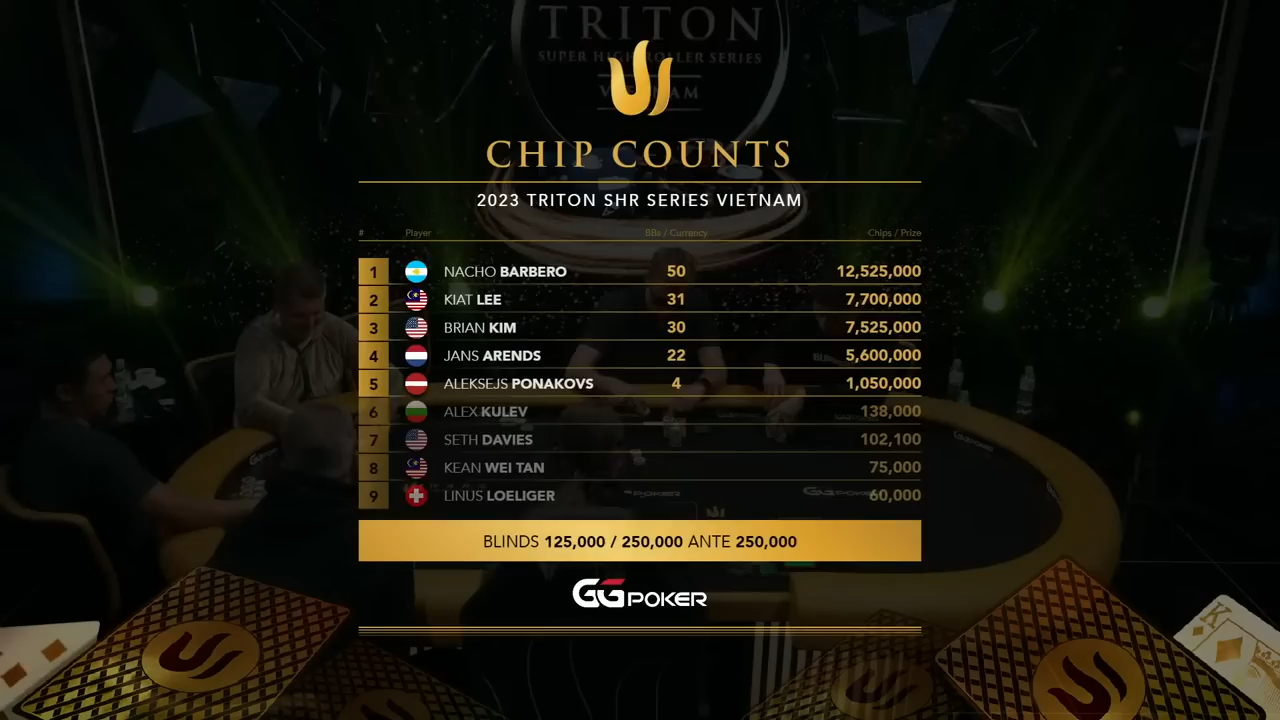 TRITON
SUPER HIGH ROLLER SERIES
CHIP COUNTS
2023 TRITON SHR SERIES VIETNAM
# Player BBs / Currency Chips / Prize
1 NACHO BARBERO 50 12,525,000
2 KIAT LEE 31 7,700,000
3 BRIAN KIM 30 7,525,000
4 JANS ARENDS 22 5,600,000
5 ALEKSEJS PONAKOVS 4 1,050,000
6 ALEX KULEV 138,000
7 SETH DAVIES 102,100
8 KEAN WEI TAN 75,000
9 LINUS LOELIGER 60,000
BLINDS 125,000 / 250,000 ANTE 250,000
GGPOKER
K